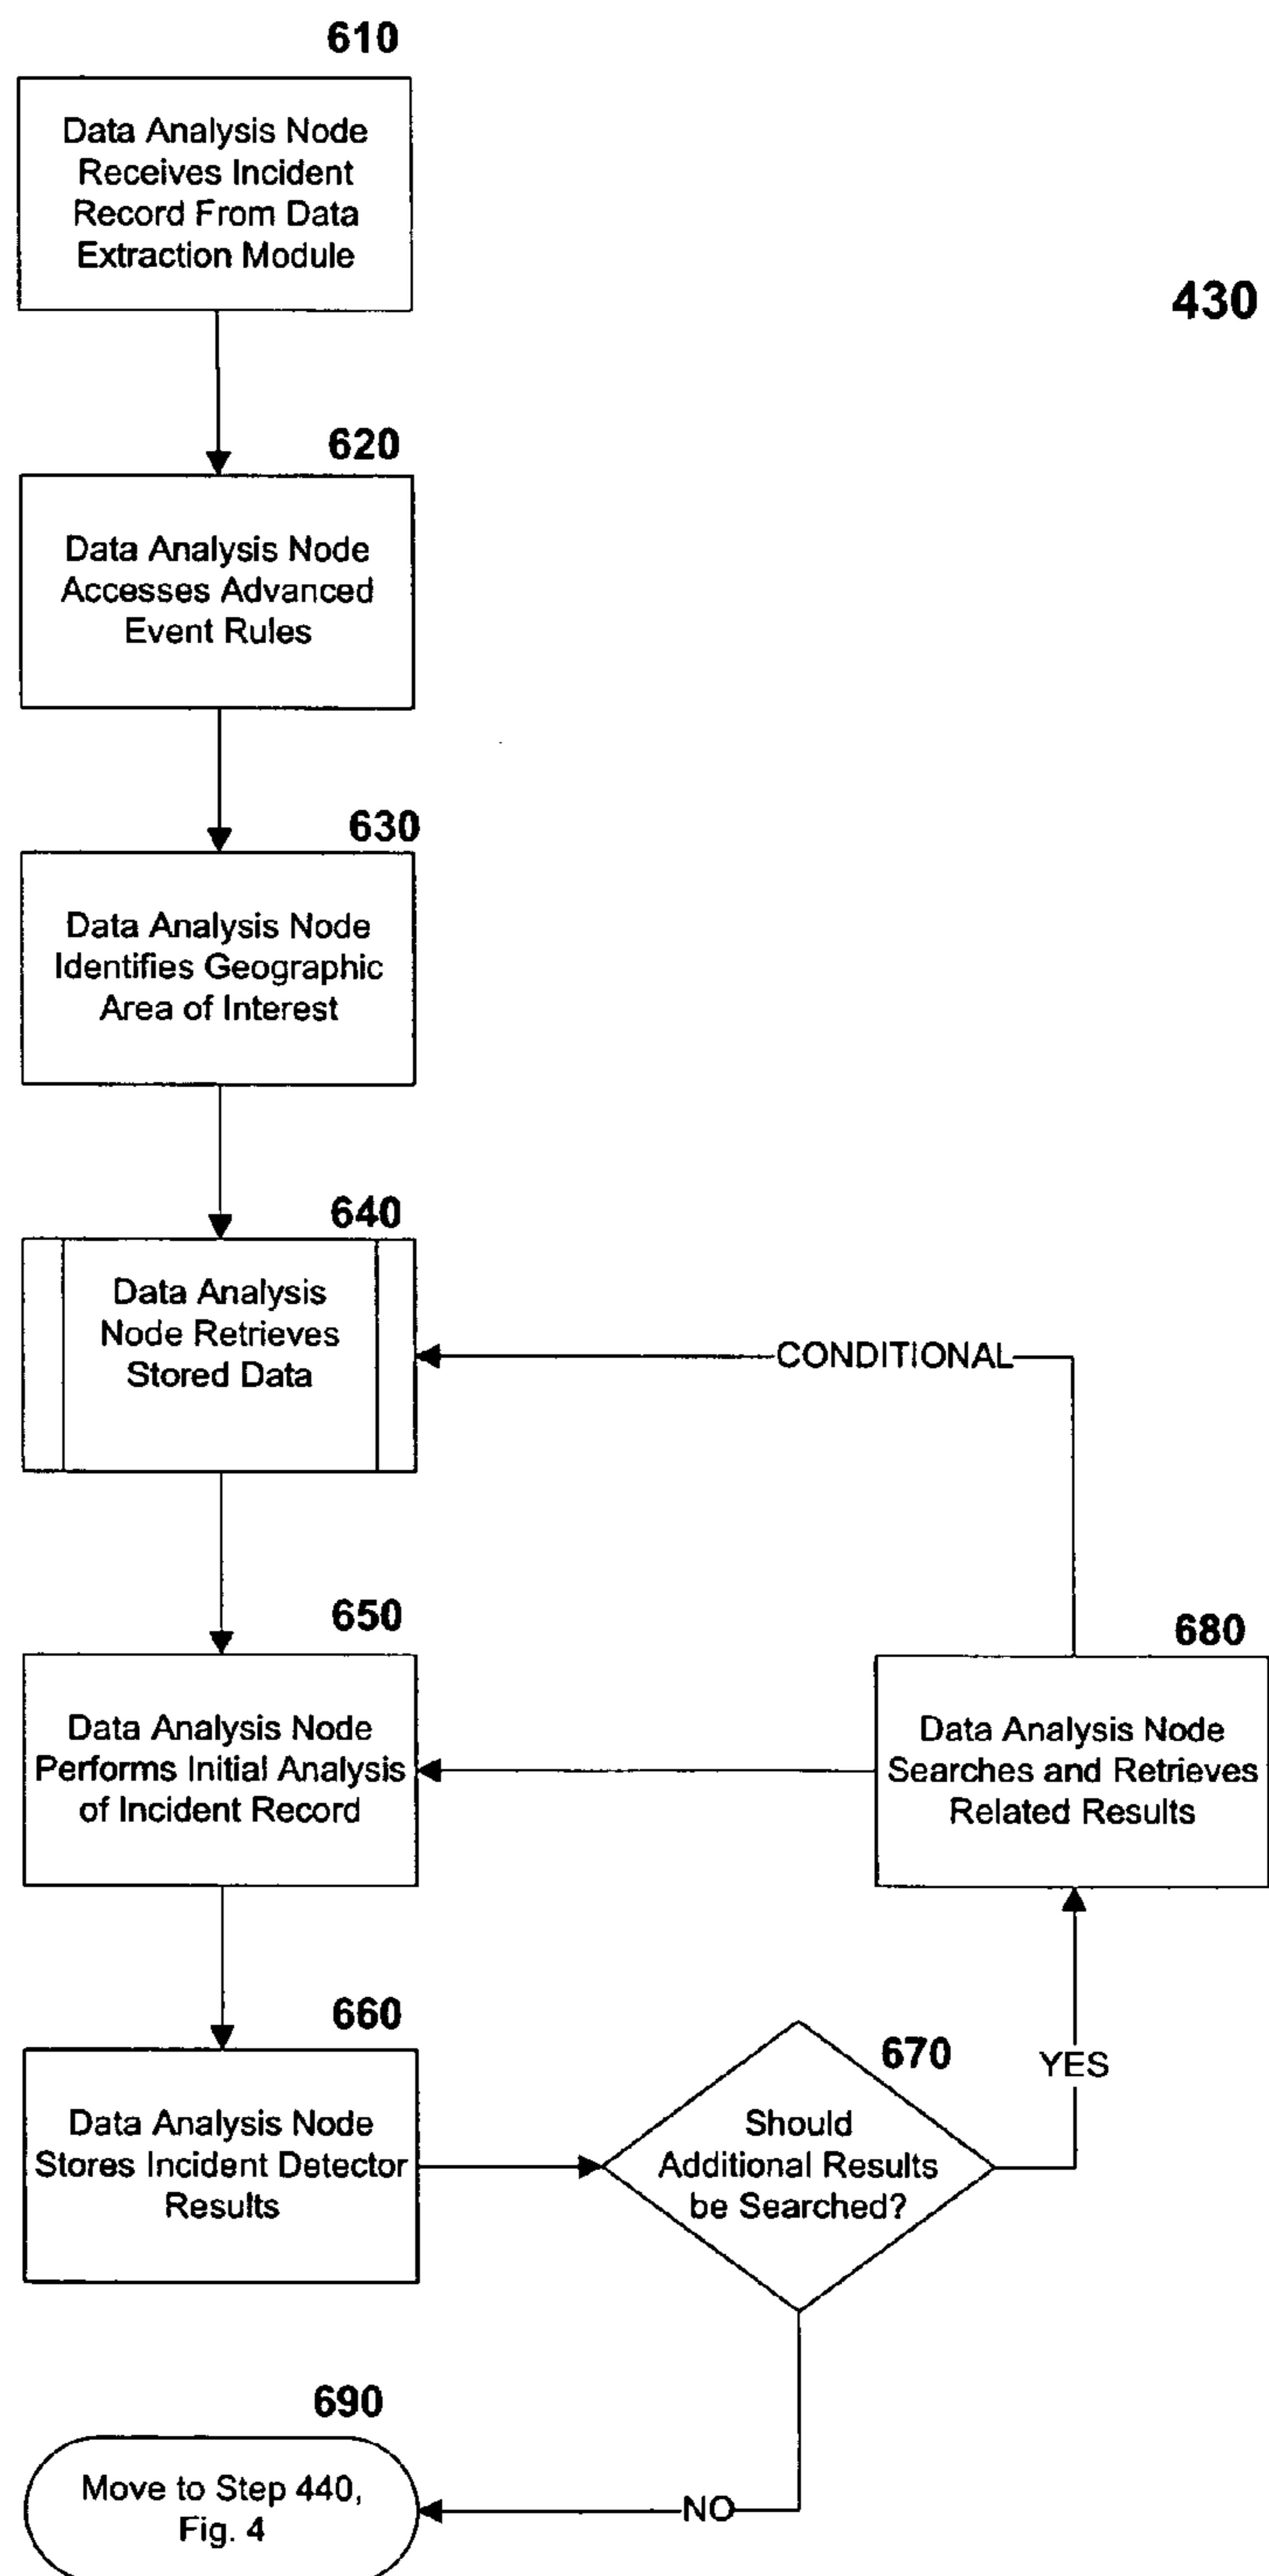 610
Data Analysis Node
Receives Incident
Record From Data
Extraction Module
430
620
Data Analysis Node
Accesses Advanced
Event Rules
630
Data Analysis Node
Identifies Geographic
Area of Interest
640
Data Analysis
Node Retrieves
Stored Data
CONDITIONAL
650
Data Analysis Node
Performs Initial Analysis
of Incident Record
680
Data Analysis Node
Searches and Retrieves
Related Results
660
Data Analysis Node
Stores Incident Detector
Results
670
Should
Additional Results
be Searched?
YES
NO
690
Move to Step 440,
Fig. 4